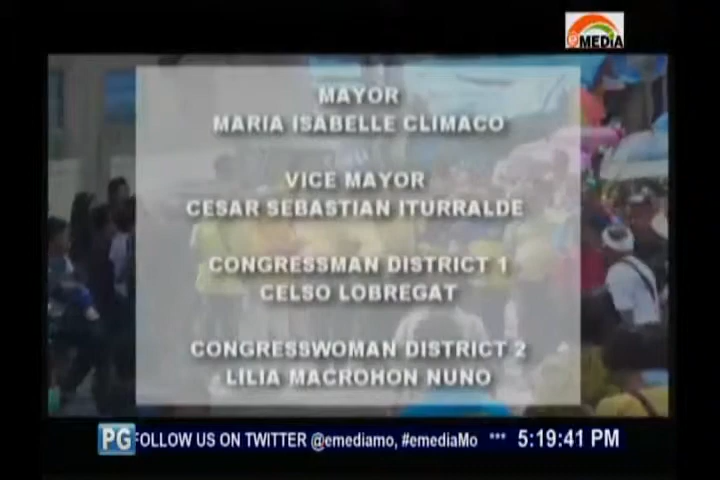 @MEDiA
MAYOR
MARIA ISABELLE CLIMACO
VICE MAYOR
CESAR SEBASTIAN ITURRALDE
CONGRESSMAN DISTRICT 1
CELSO LOBREGAT
CONGRESSWOMAN DISTRICT 2
LILIA MACROHON NUNO
PG FOLLOW US ON TWITTER @emediamo, #emediaMo *** 5:19:41 PM